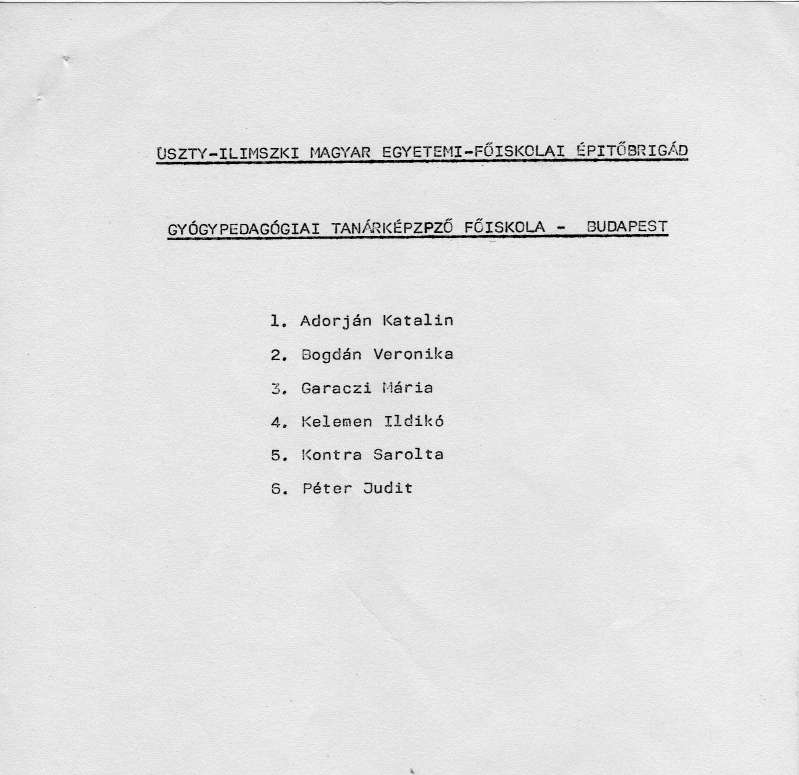 USZTY-ILIMSZKI MAGYAR EGYETEMI-FŐISKOLAI ÉPITŐBRIGÁD
GYÓGYPEDAGÓGIAI TANÁRKÉPZPZŐ FŐISKOLA - BUDAPEST
1. Adorján Katalin
2. Bogdán Veronika
3. Garaczi Mária
4. Kelemen Ildikó
5. Kontra Sarolta
6. Péter Judit